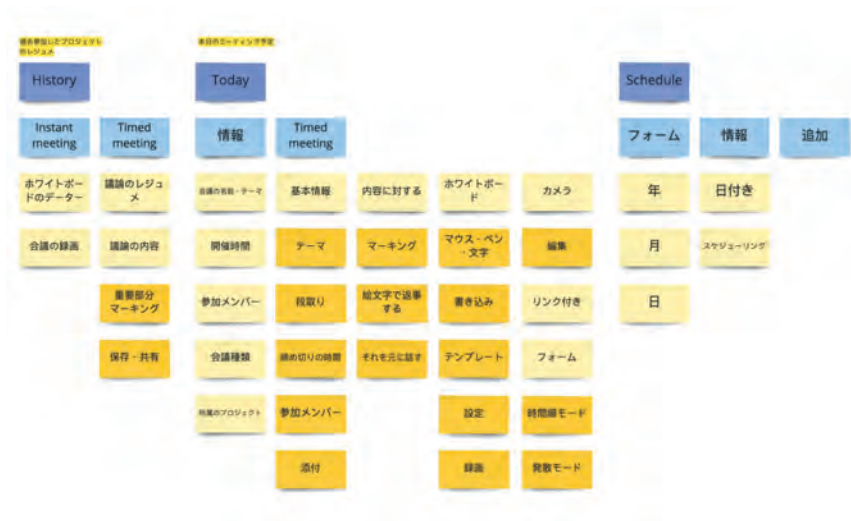 過去参加したプロジェクト
のレジュメ
本日のミーティング予定
History
Today
Schedule
Instant
meeting
Timed
meeting
情報
Timed
meeting
フォーム
情報
追加
ホワイトボー
ドのデーター
議論のレジュ
メ
会議の名前・テーマ
基本情報
内容に対する
ホワイトボー
ド
カメラ
年
日付き
会議の録画
議論の内容
開催時間
テーマ
マーキング
マウス・ペン
・文字
編集
月
スケジューリング
重要部分
マーキング
参加メンバー
段取り
絵文字で返事
する
書き込み
リンク付き
日
保存・共有
会議種類
締め切りの時間
それを元に話す
テンプレート
フォーム
所属のプロジェクト
参加メンバー
設定
時間順モード
添付
録画
発散モード